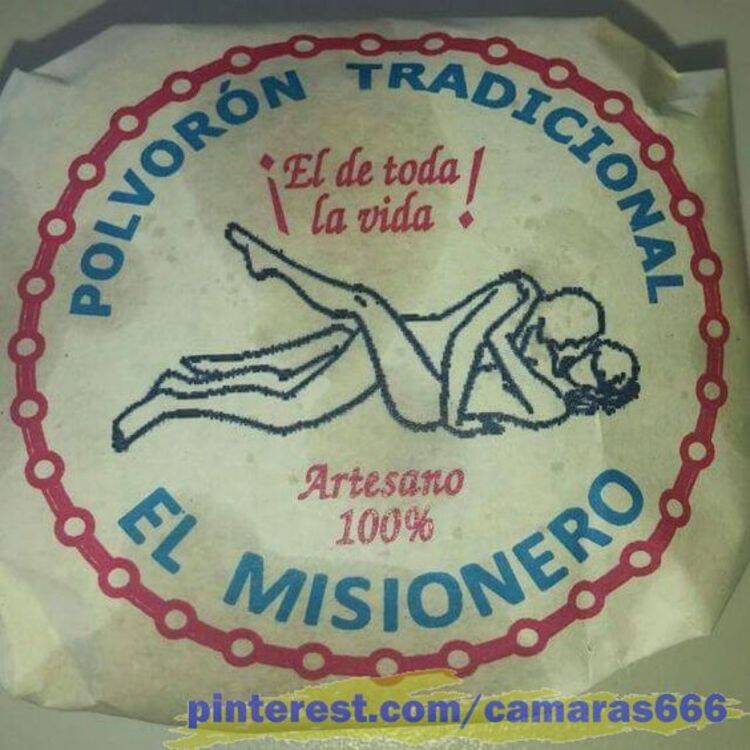 POLVORÓN TRADICIONAL
¡El de toda
la vida!
Artesano
100%
EL MISIONERO
pinterest.com/camaras666